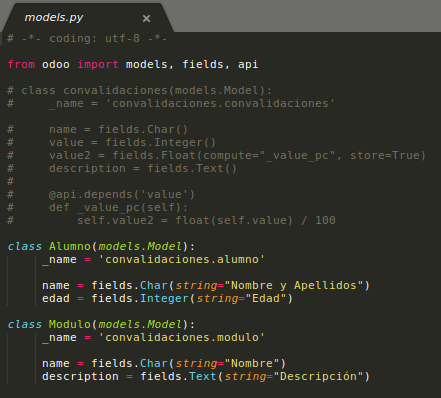 models.py ×
# -*- coding: utf-8 -*-
from odoo import models, fields, api
# class convalidaciones(models.Model):
#     _name = 'convalidaciones.convalidaciones'
#     name = fields.Char()
#     value = fields.Integer()
#     value2 = fields.Float(compute="_value_pc", store=True)
#     description = fields.Text()
#
#     @api.depends('value')
#     def _value_pc(self):
#         self.value2 = float(self.value) / 100
class Alumno(models.Model):
    _name = 'convalidaciones.alumno'
    name = fields.Char(string="Nombre y Apellidos")
    edad = fields.Integer(string="Edad")
class Modulo(models.Model):
    _name = 'convalidaciones.modulo'
    name = fields.Char(string="Nombre")
    description = fields.Text(string="Descripción")